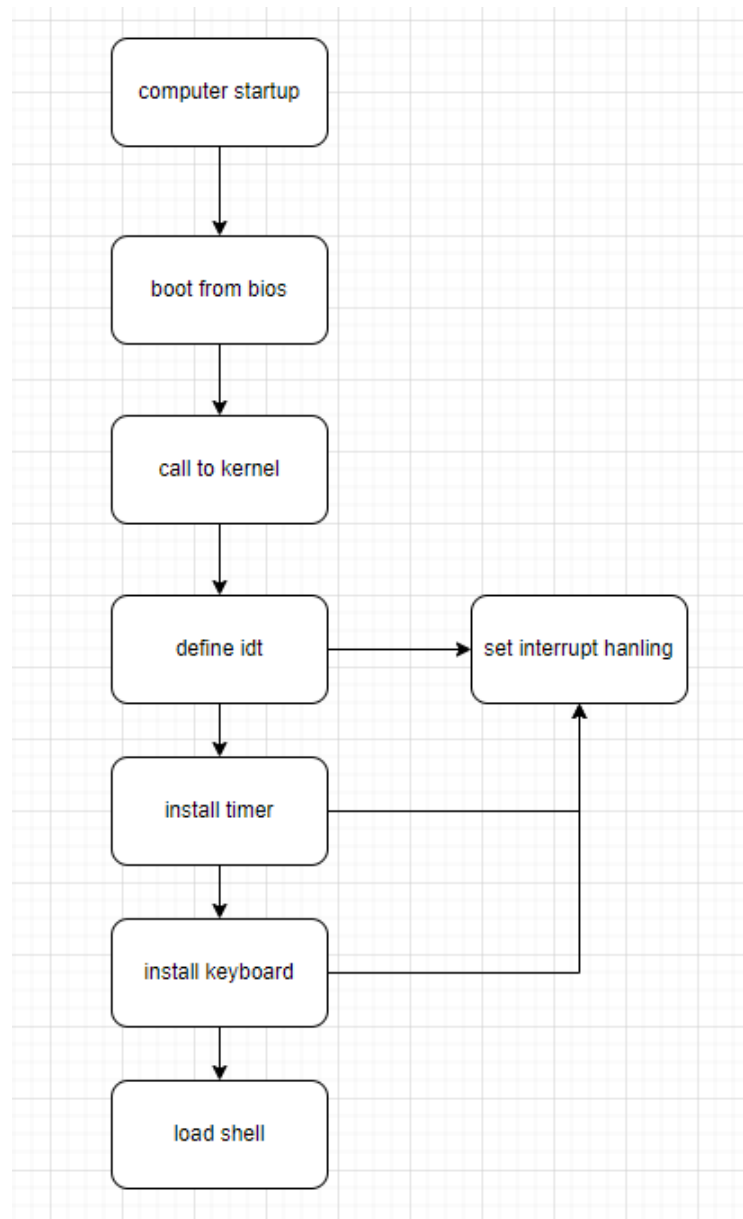 computer startup
boot from bios
call to kernel
define idt
set interrupt hanling
install timer
install keyboard
load shell